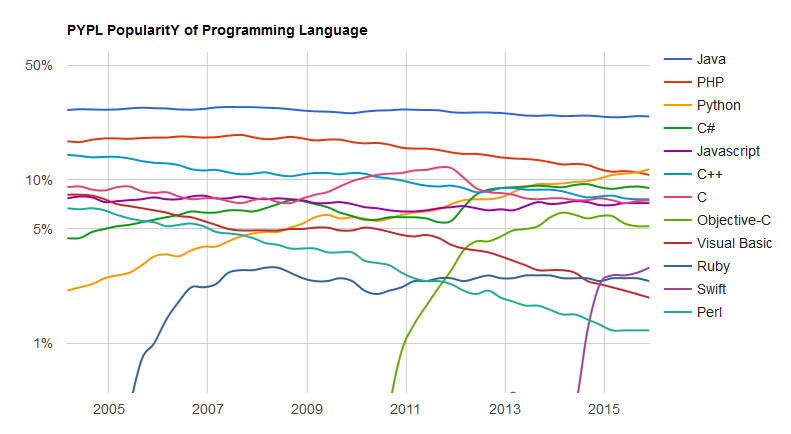 PYPL PopularitY of Programming Language
50%
10%
5%
1%
2005 2007 2009 2011 2013 2015
Java
PHP
Python
C#
Javascript
C++
C
Objective-C
Visual Basic
Ruby
Swift
Perl